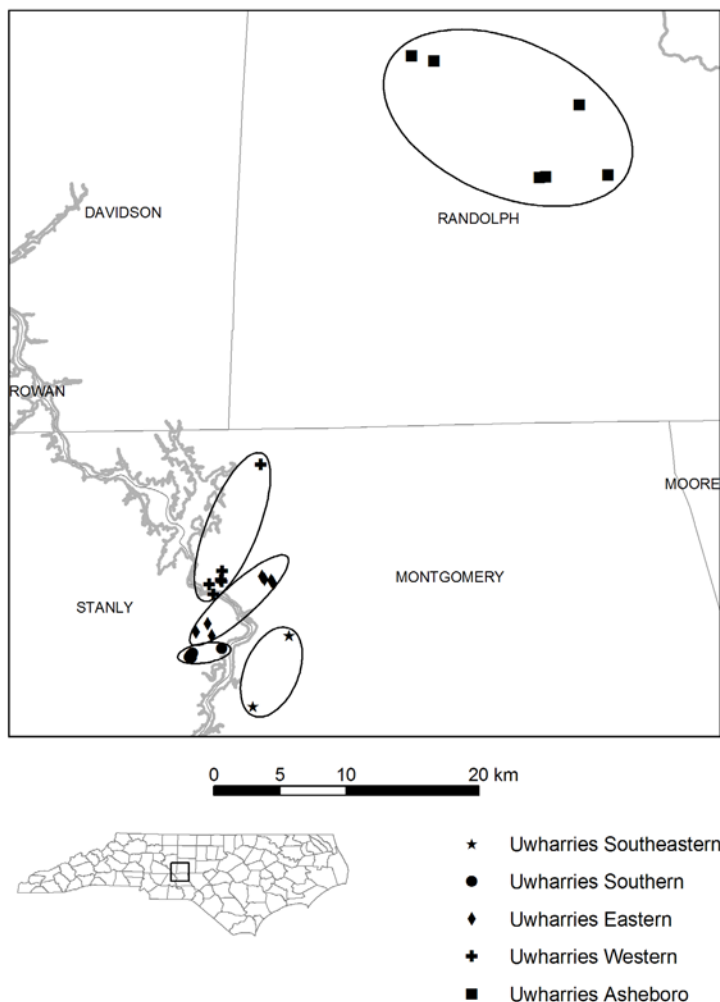 DAVIDSON
RANDOLPH
ROWAN
MOORE
MONTGOMERY
STANLY
0 5 10 20 km
Uwharries Southeastern
Uwharries Southern
Uwharries Eastern
Uwharries Western
Uwharries Asheboro